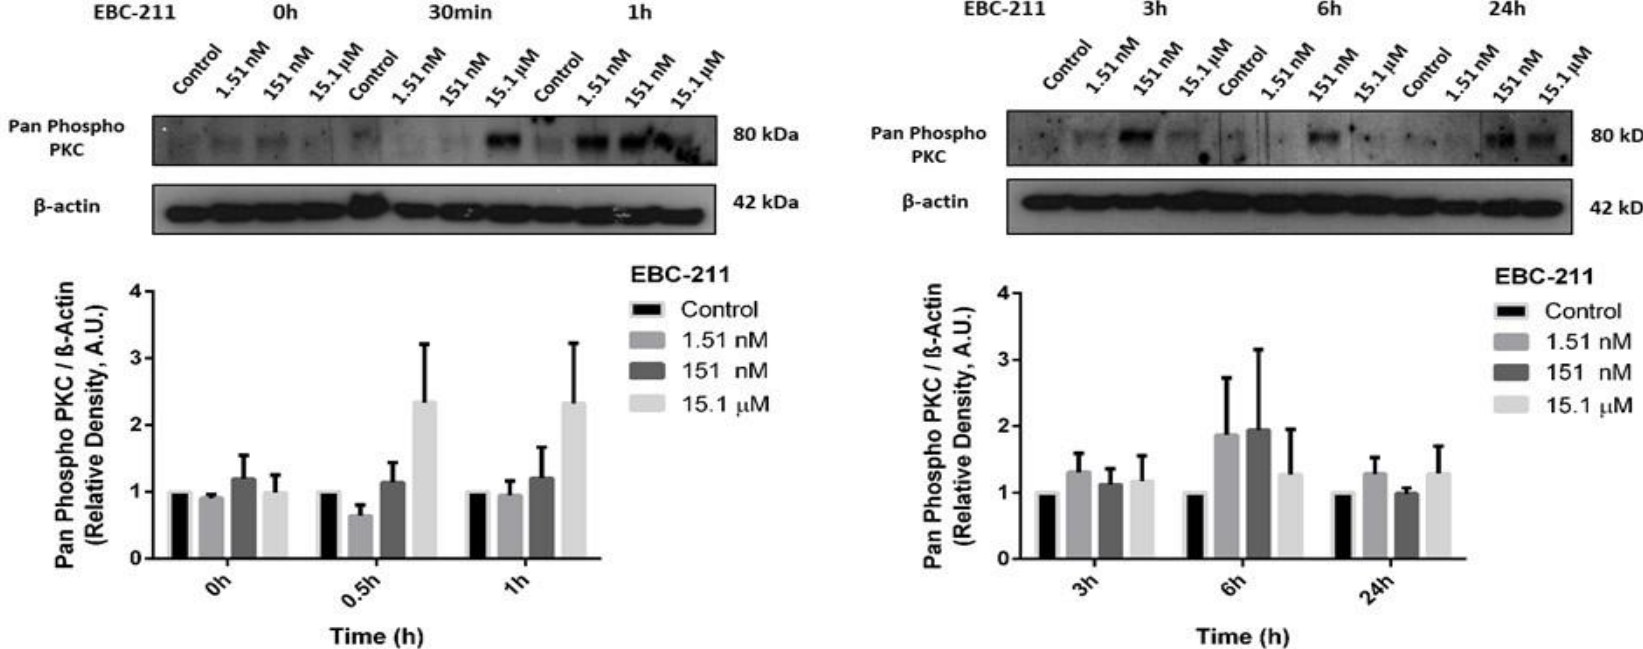 EBC-211 0h 30min 1h
Control 1.51 nM 151 nM 15.1 µM Control 1.51 nM 151 nM 15.1 µM Control 1.51 nM 151 nM 15.1 µM
Pan Phospho
PKC
80 kDa
β-actin
42 kDa
EBC-211 3h 6h 24h
Control 1.51 nM 151 nM 15.1 µM Control 1.51 nM 151 nM 15.1 µM Control 1.51 nM 151 nM 15.1 µM
Pan Phospho
PKC
80 kD
β-actin
42 kD
Pan Phospho PKC / ß-Actin
(Relative Density, A.U.)
4
3
2
1
0
0h 0.5h 1h
Time (h)
EBC-211
Control
1.51 nM
151 nM
15.1 µM
Pan Phospho PKC / ß-Actin
(Relative Density, A.U.)
4
3
2
1
0
3h 6h 24h
Time (h)
EBC-211
Control
1.51 nM
151 nM
15.1 µM